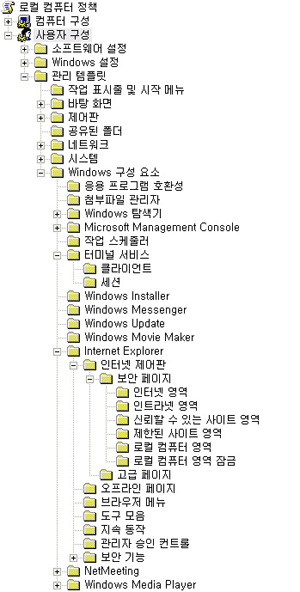 로컬 컴퓨터 정책
컴퓨터 구성
사용자 구성
소프트웨어 설정
Windows 설정
관리 템플릿
작업 표시줄 및 시작 메뉴
바탕 화면
제어판
공유된 폴더
네트워크
시스템
Windows 구성 요소
응용 프로그램 호환성
첨부파일 관리자
Windows 탐색기
Microsoft Management Console
작업 스케줄러
터미널 서비스
클라이언트
세션
Windows Installer
Windows Messenger
Windows Update
Windows Movie Maker
Internet Explorer
인터넷 제어판
보안 페이지
인터넷 영역
인트라넷 영역
신뢰할 수 있는 사이트 영역
제한된 사이트 영역
로컬 컴퓨터 영역
로컬 컴퓨터 영역 잠금
고급 페이지
오프라인 페이지
브라우저 메뉴
도구 모음
지속 동작
관리자 승인 컨트롤
보안 기능
NetMeeting
Windows Media Player